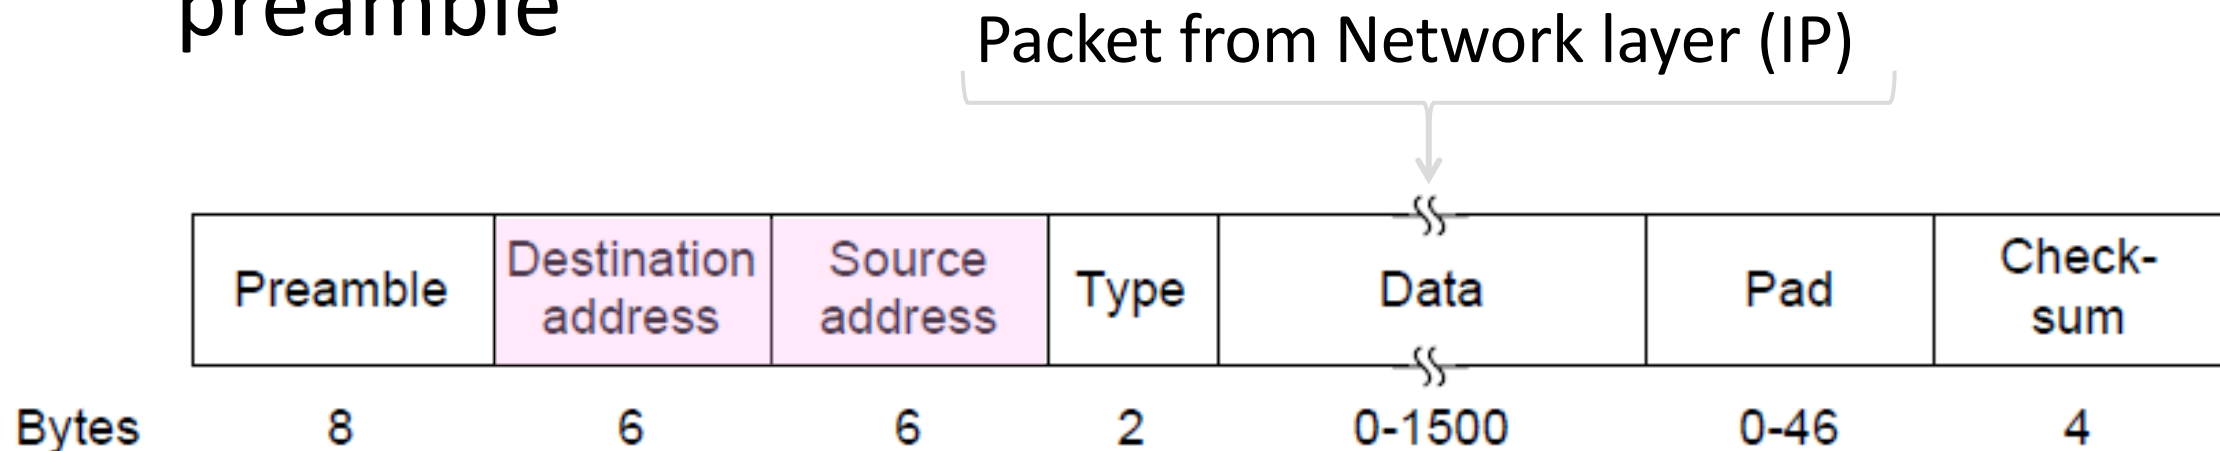 preamble
Packet from Network layer (IP)
Preamble
Destination
address
Source
address
Type
Data
Pad
Check-
sum
Bytes 8 6 6 2 0-1500 0-46 4